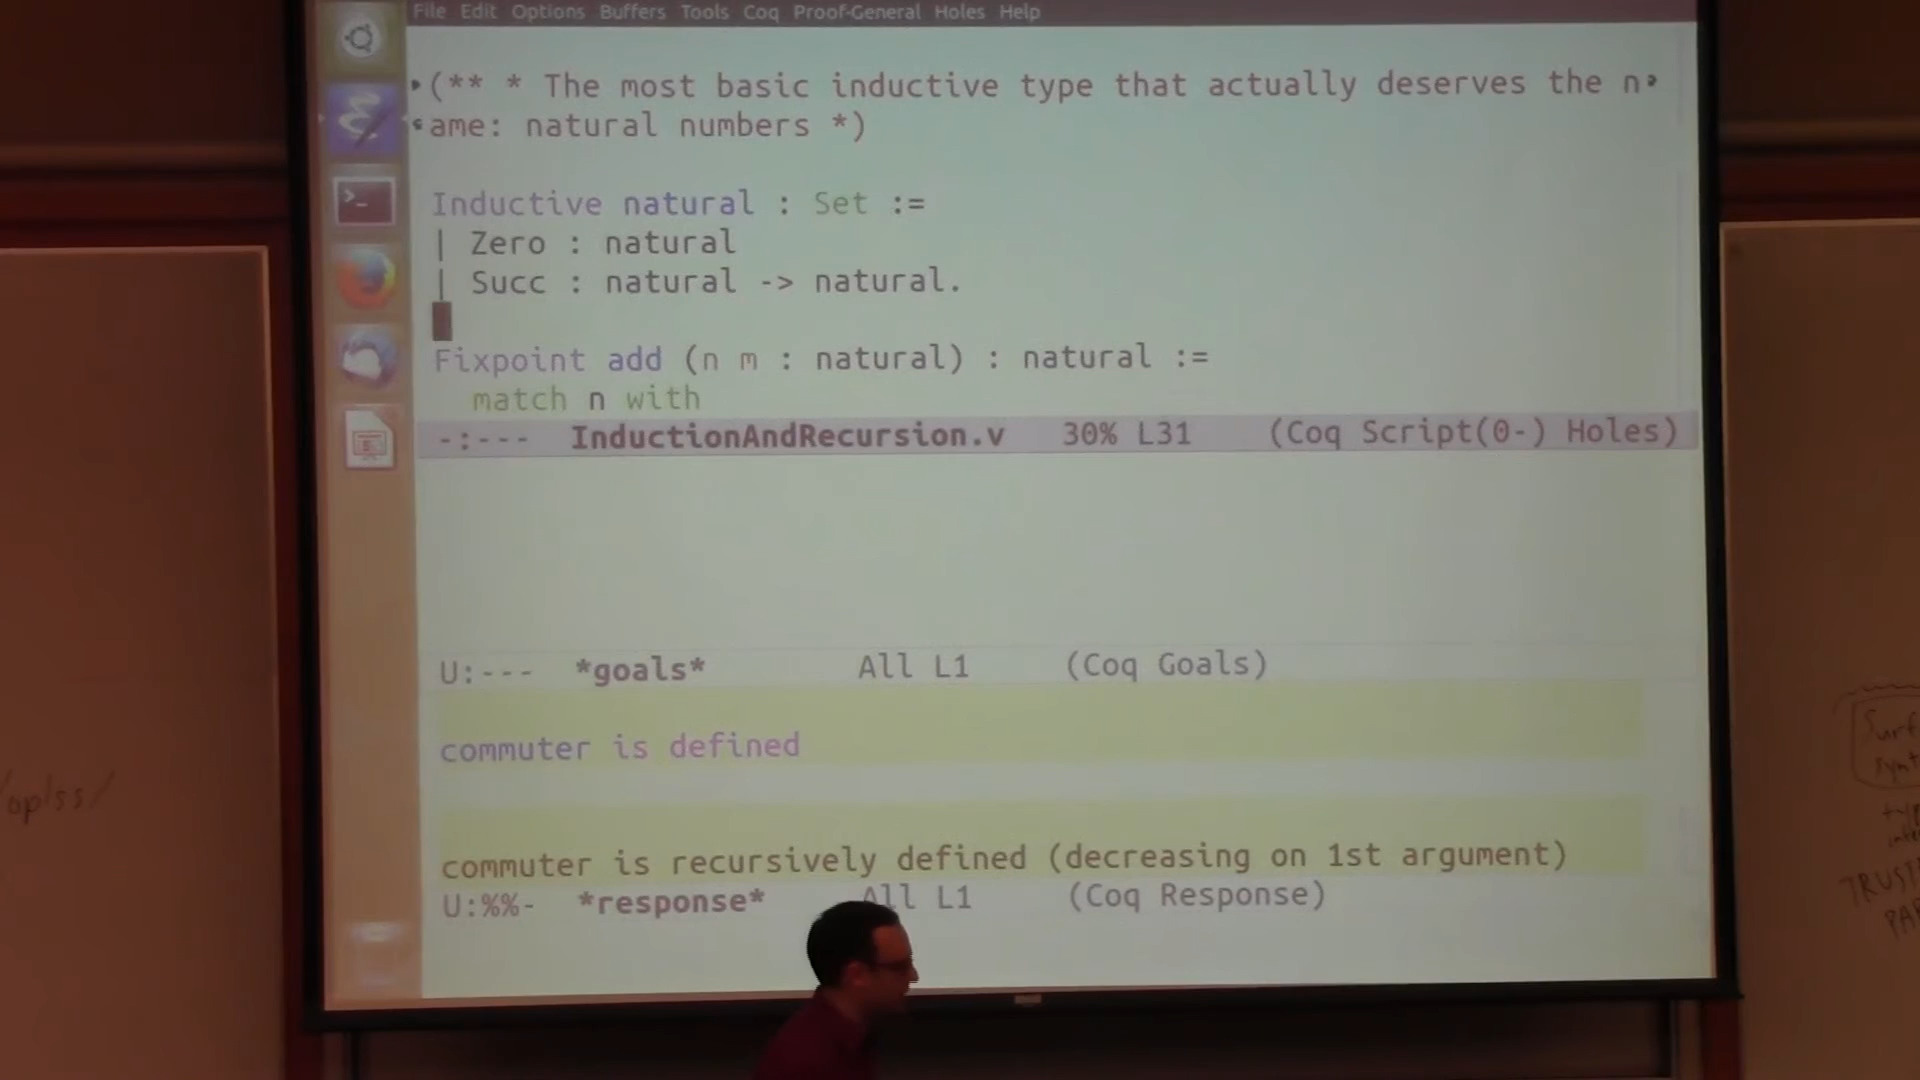 File Edit Options Buffers Tools Coq Proof-General Holes Help
(** * The most basic inductive type that actually deserves the n
ame: natural numbers *)
Inductive natural : Set :=
| Zero : natural
| Succ : natural -> natural.
Fixpoint add (n m : natural) : natural :=
match n with
-:--- InductionAndRecursion.v 30% L31 (Coq Script(0-) Holes)
U:--- *goals* All L1 (Coq Goals)
commuter is defined
commuter is recursively defined (decreasing on 1st argument)
U:%%- *response* All L1 (Coq Response)
/oplss/